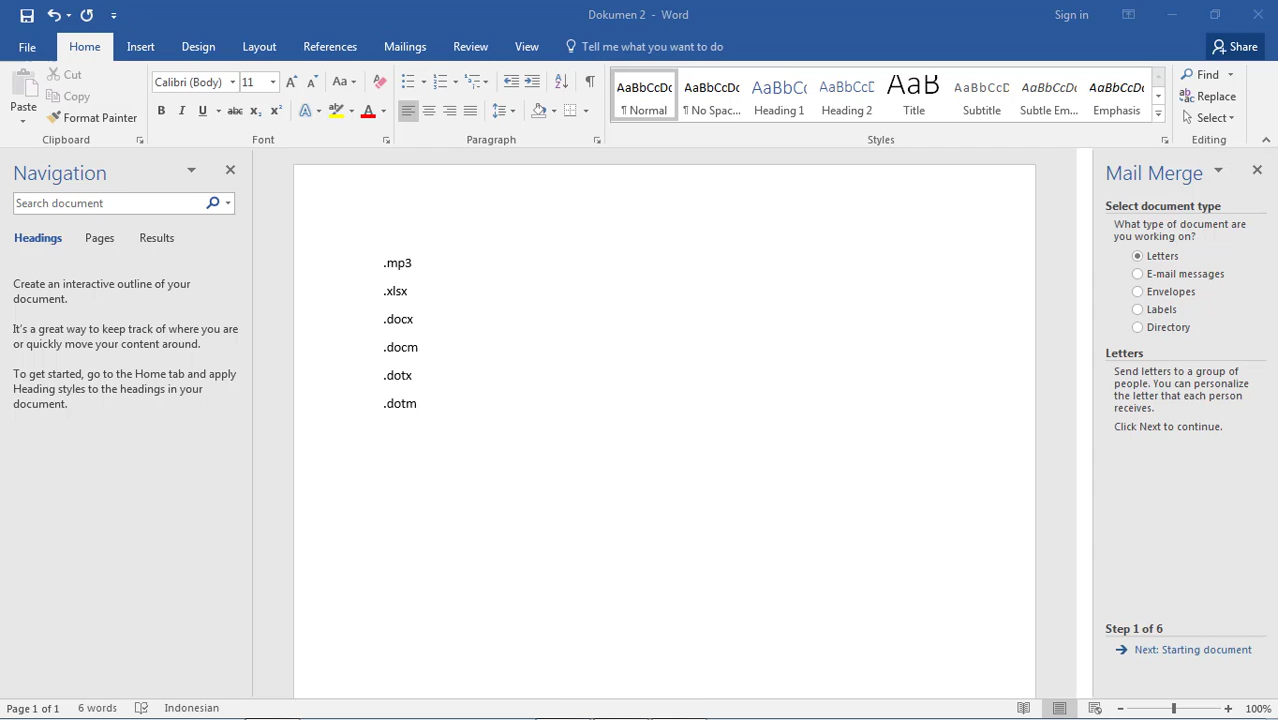 Dokumen 2 - Word
Sign in
File Home Insert Design Layout References Mailings Review View Tell me what you want to do Share
Paste
Cut
Copy
Format Painter
Clipboard
Calibri (Body) 11 Aa
B I U abc x₂ x² A A
Font
Paragraph
AaBbCcDc AaBbCcDc AaBbCc AaBbCcD AaB AaBbCcD AaBbCcDc AaBbCcDc
¶ Normal ¶ No Spac... Heading 1 Heading 2 Title Subtitle Subtle Em... Emphasis
Styles
Find
Replace
Select
Editing
Navigation
Search document
Headings Pages Results
Create an interactive outline of your
document.
It's a great way to keep track of where you are
or quickly move your content around.
To get started, go to the Home tab and apply
Heading styles to the headings in your
document.
.mp3
.xlsx
.docx
.docm
.dotx
.dotm
Mail Merge
Select document type
What type of document are
you working on?
Letters
E-mail messages
Envelopes
Labels
Directory
Letters
Send letters to a group of
people. You can personalize
the letter that each person
receives.
Click Next to continue.
Step 1 of 6
Next: Starting document
Page 1 of 1 6 words Indonesian 100%